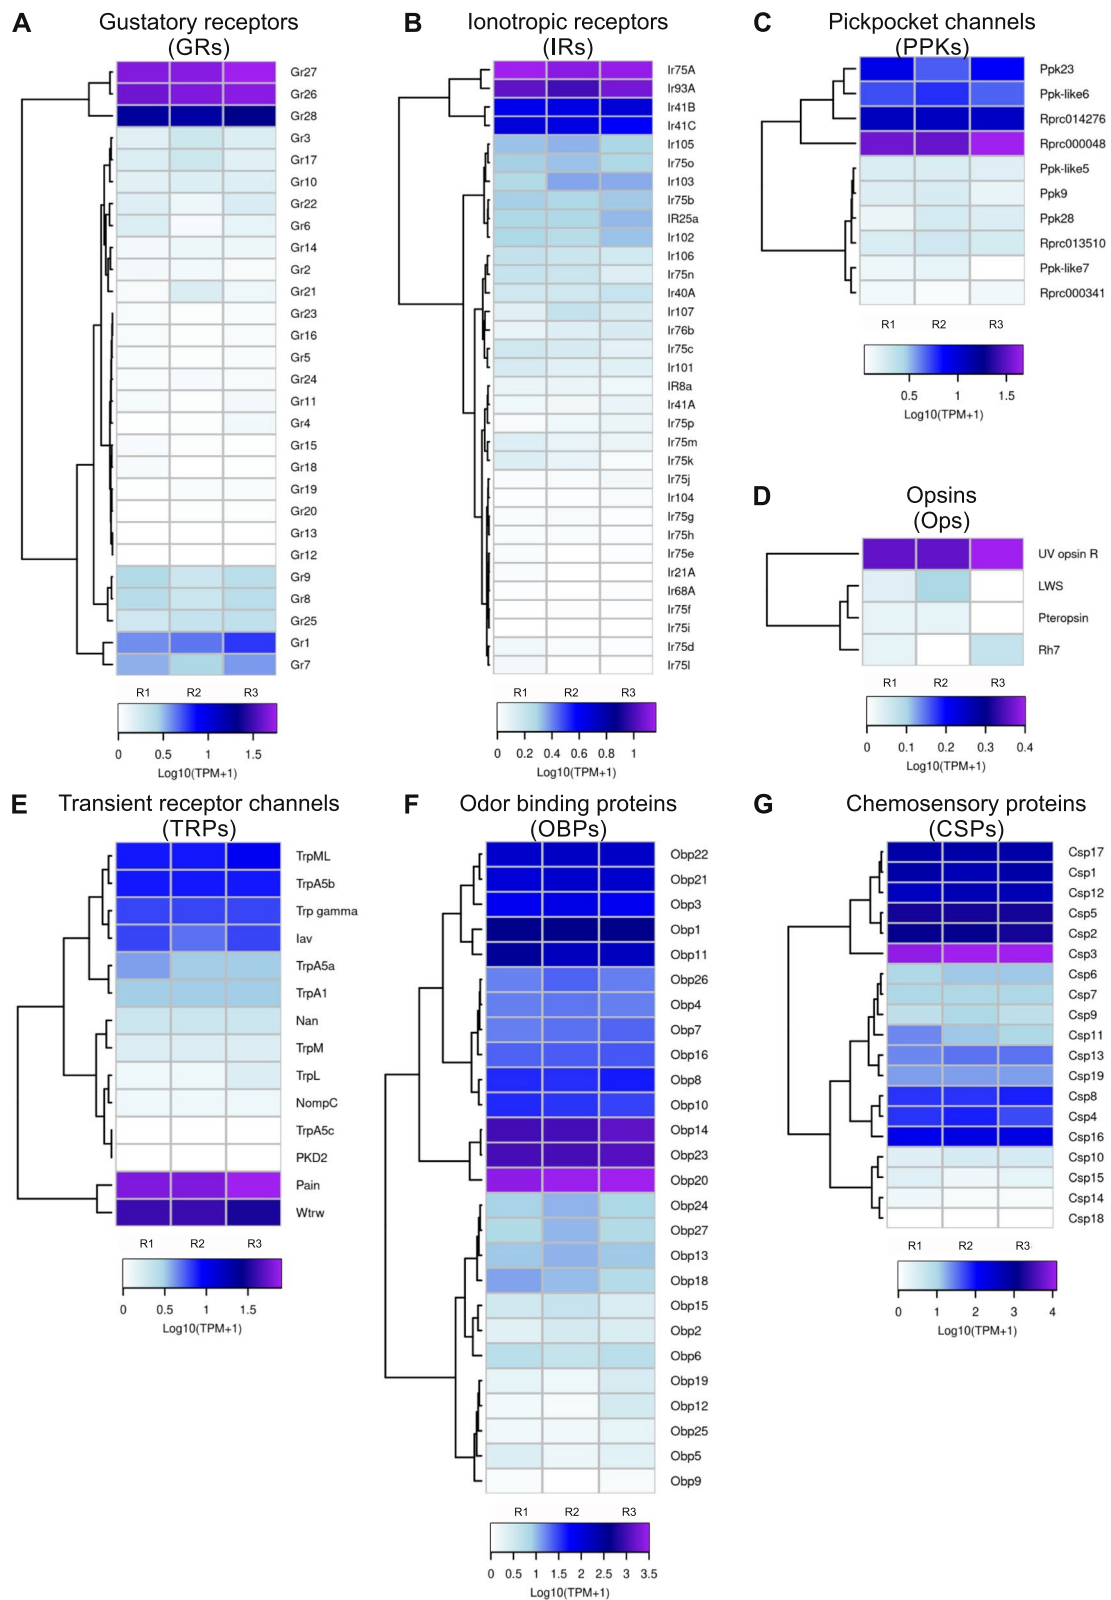 A
Gustatory receptors
(GRs)
Gr27
Gr26
Gr28
Gr3
Gr17
Gr10
Gr22
Gr6
Gr14
Gr2
Gr21
Gr23
Gr16
Gr5
Gr24
Gr11
Gr4
Gr15
Gr18
Gr19
Gr20
Gr13
Gr12
Gr9
Gr8
Gr25
Gr1
Gr7
R1 R2 R3
0 0.5 1 1.5
Log10(TPM+1)
B
Ionotropic receptors
(IRs)
Ir75A
Ir93A
Ir41B
Ir41C
Ir105
Ir75o
Ir103
Ir75b
IR25a
Ir102
Ir106
Ir75n
Ir40A
Ir107
Ir76b
Ir75c
Ir101
IR8a
Ir41A
Ir75p
Ir75m
Ir75k
Ir75j
Ir104
Ir75g
Ir75h
Ir75e
Ir21A
Ir68A
Ir75f
Ir75i
Ir75d
Ir75l
R1 R2 R3
0 0.2 0.4 0.6 0.8 1
Log10(TPM+1)
C
Pickpocket channels
(PPKs)
Ppk23
Ppk-like6
Rprc014276
Rprc000048
Ppk-like5
Ppk9
Ppk28
Rprc013510
Ppk-like7
Rprc000341
R1 R2 R3
0.5 1 1.5
Log10(TPM+1)
D
Opsins
(Ops)
UV opsin R
LWS
Pteropsin
Rh7
R1 R2 R3
0 0.1 0.2 0.3 0.4
Log10(TPM+1)
E
Transient receptor channels
(TRPs)
TrpML
TrpA5b
Trp gamma
Iav
TrpA5a
TrpA1
Nan
TrpM
TrpL
NompC
TrpA5c
PKD2
Pain
Wtrw
R1 R2 R3
0 0.5 1 1.5
Log10(TPM+1)
F
Odor binding proteins
(OBPs)
Obp22
Obp21
Obp3
Obp1
Obp11
Obp26
Obp4
Obp7
Obp16
Obp8
Obp10
Obp14
Obp23
Obp20
Obp24
Obp27
Obp13
Obp18
Obp15
Obp2
Obp6
Obp19
Obp12
Obp25
Obp5
Obp9
R1 R2 R3
0 0.5 1 1.5 2 2.5 3 3.5
Log10(TPM+1)
G
Chemosensory proteins
(CSPs)
Csp17
Csp1
Csp12
Csp5
Csp2
Csp3
Csp6
Csp7
Csp9
Csp11
Csp13
Csp19
Csp8
Csp4
Csp16
Csp10
Csp15
Csp14
Csp18
R1 R2 R3
0 1 2 3 4
Log10(TPM+1)